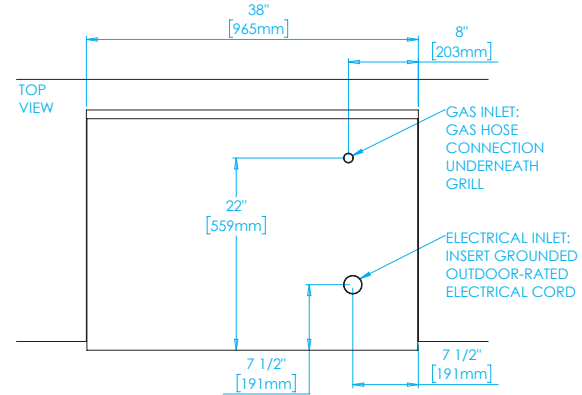 38"
[965mm]
8"
[203mm]
TOP
VIEW
GAS INLET:
GAS HOSE
CONNECTION
UNDERNEATH
GRILL
22"
[559mm]
ELECTRICAL INLET:
INSERT GROUNDED
OUTDOOR-RATED
ELECTRICAL CORD
7 1/2"
[191mm]
7 1/2"
[191mm]